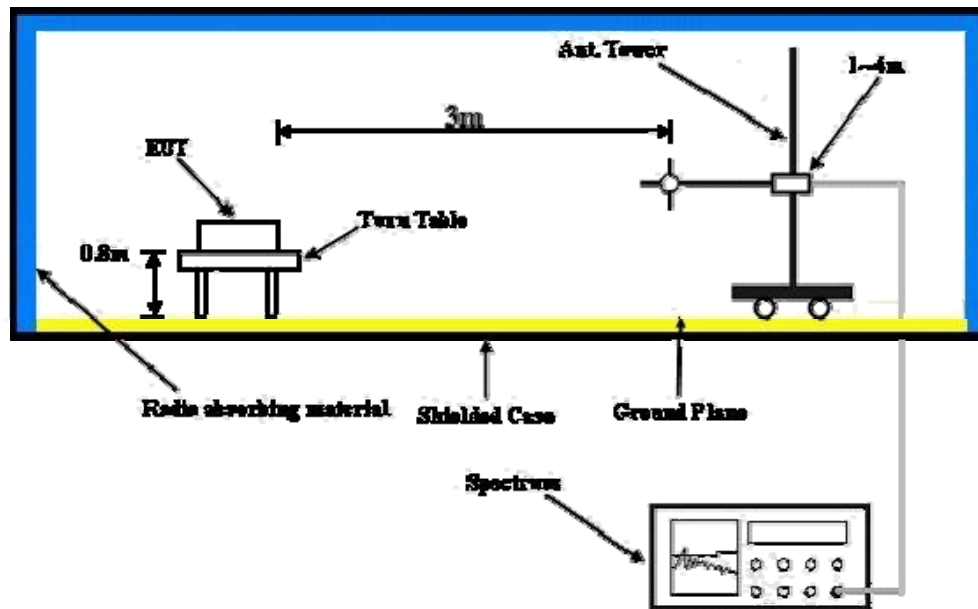 Ant. Tower
1~4m
3m
EUT
Turn Table
0.8m
Radio absorbing material
Shielded Case
Ground Plane
Spectrum